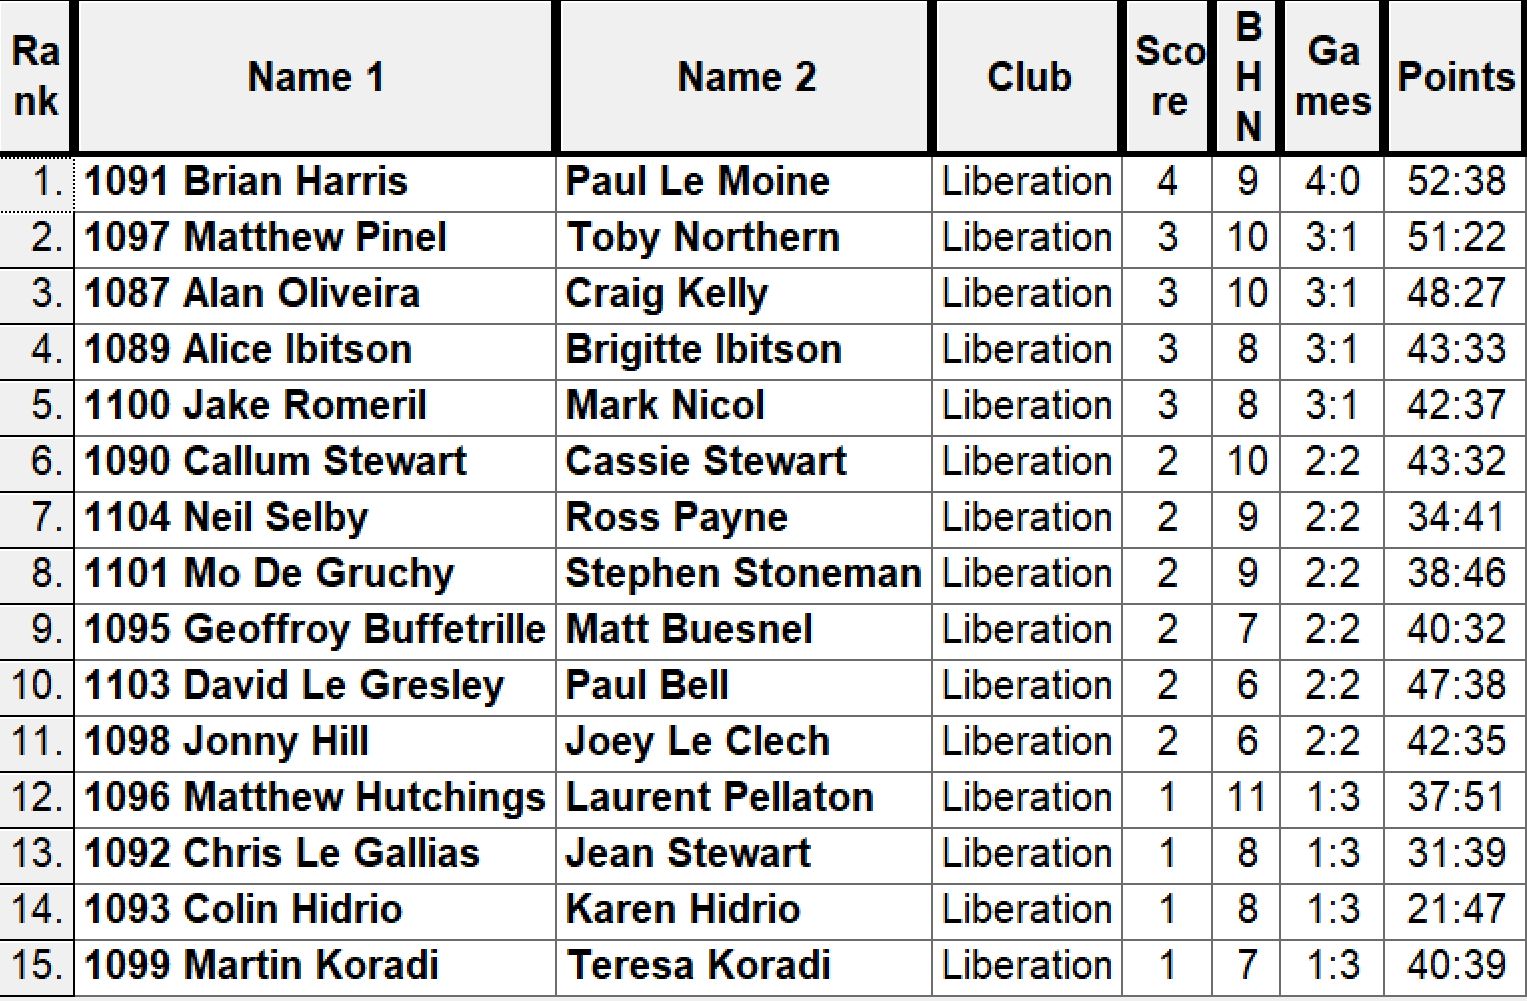 Rank Name 1 Name 2 Club Score BHN Games Points
1. 1091 Brian Harris Paul Le Moine Liberation 4 9 4:0 52:38
2. 1097 Matthew Pinel Toby Northern Liberation 3 10 3:1 51:22
3. 1087 Alan Oliveira Craig Kelly Liberation 3 10 3:1 48:27
4. 1089 Alice Ibitson Brigitte Ibitson Liberation 3 8 3:1 43:33
5. 1100 Jake Romeril Mark Nicol Liberation 3 8 3:1 42:37
6. 1090 Callum Stewart Cassie Stewart Liberation 2 10 2:2 43:32
7. 1104 Neil Selby Ross Payne Liberation 2 9 2:2 34:41
8. 1101 Mo De Gruchy Stephen Stoneman Liberation 2 9 2:2 38:46
9. 1095 Geoffroy Buffetrille Matt Buesnel Liberation 2 7 2:2 40:32
10. 1103 David Le Gresley Paul Bell Liberation 2 6 2:2 47:38
11. 1098 Jonny Hill Joey Le Clech Liberation 2 6 2:2 42:35
12. 1096 Matthew Hutchings Laurent Pellaton Liberation 1 11 1:3 37:51
13. 1092 Chris Le Gallias Jean Stewart Liberation 1 8 1:3 31:39
14. 1093 Colin Hidrio Karen Hidrio Liberation 1 8 1:3 21:47
15. 1099 Martin Koradi Teresa Koradi Liberation 1 7 1:3 40:39